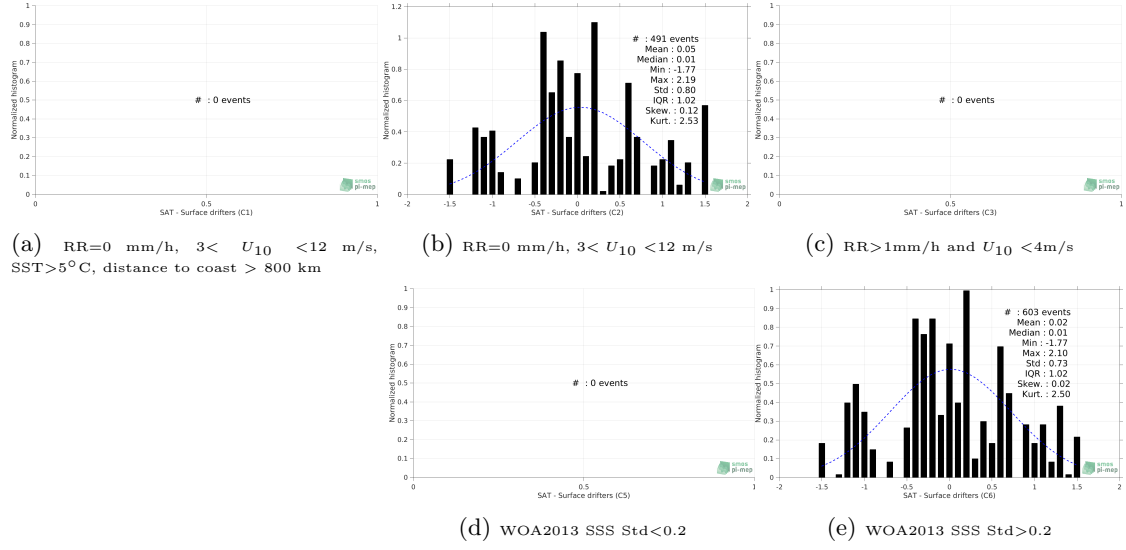 1
0.9
0.8
0.7
0.6
0.5
0.4
0.3
0.2
0.1
0
Normalized histogram
# : 0 events
0 0.5 1
SAT - Surface drifters (C1)
smos
pi-mep
1.2
1
0.8
0.6
0.4
0.2
0
Normalized histogram
# : 491 events
Mean : 0.05
Median : 0.01
Min : -1.77
Max : 2.19
Std : 0.80
IQR : 1.02
Skew. : 0.12
Kurt. : 2.53
-2 -1.5 -1 -0.5 0 0.5 1 1.5 2
SAT - Surface drifters (C2)
smos
pi-mep
1
0.9
0.8
0.7
0.6
0.5
0.4
0.3
0.2
0.1
0
Normalized histogram
# : 0 events
0 0.5 1
SAT - Surface drifters (C3)
smos
pi-mep
(a) RR=0 mm/h, 3< U10 <12 m/s,
SST>5°C, distance to coast > 800 km
(b) RR=0 mm/h, 3< U10 <12 m/s
(c) RR>1mm/h and U10 <4m/s
1
0.9
0.8
0.7
0.6
0.5
0.4
0.3
0.2
0.1
0
Normalized histogram
# : 0 events
0 0.5 1
SAT - Surface drifters (C5)
smos
pi-mep
1
0.9
0.8
0.7
0.6
0.5
0.4
0.3
0.2
0.1
0
Normalized histogram
# : 603 events
Mean : 0.02
Median : 0.01
Min : -1.77
Max : 2.10
Std : 0.73
IQR : 1.02
Skew. : 0.02
Kurt. : 2.50
-2 -1.5 -1 -0.5 0 0.5 1 1.5 2
SAT - Surface drifters (C6)
smos
pi-mep
(d) WOA2013 SSS Std<0.2
(e) WOA2013 SSS Std>0.2